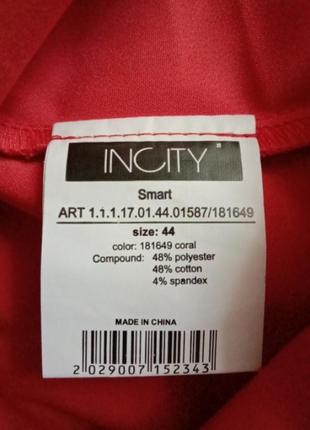 INCITY
Smart
ART 1.1.1.17.01.44.01587/181649
size: 44
color: 181649 coral
Compound: 48% polyester
48% cotton
4% spandex
MADE IN CHINA
2 029007 152343